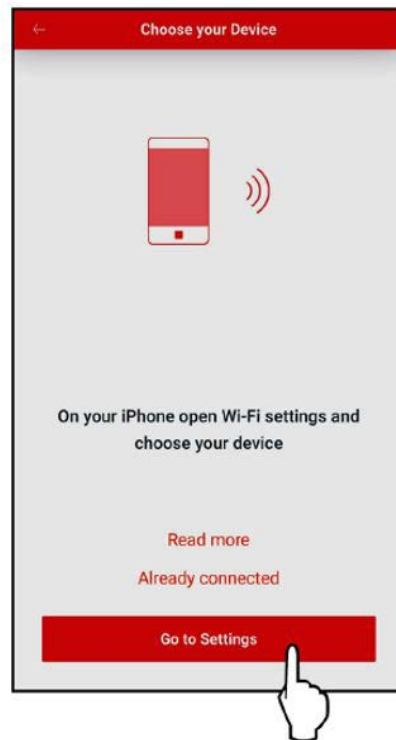 Choose your Device
On your iPhone open Wi-Fi settings and
choose your device
Read more
Already connected
Go to Settings